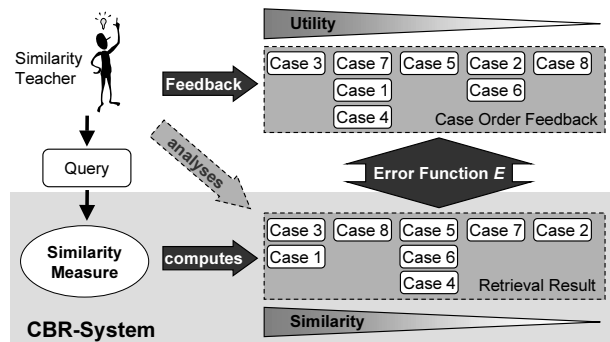 Utility
Similarity
Teacher
Feedback
Case 3 Case 7 Case 5 Case 2 Case 8
Case 1 Case 6
Case 4
Case Order Feedback
analyses
Query
Error Function E
Similarity
Measure
computes
Case 3 Case 8 Case 5 Case 7 Case 2
Case 1 Case 6
Case 4
Retrieval Result
CBR-System
Similarity